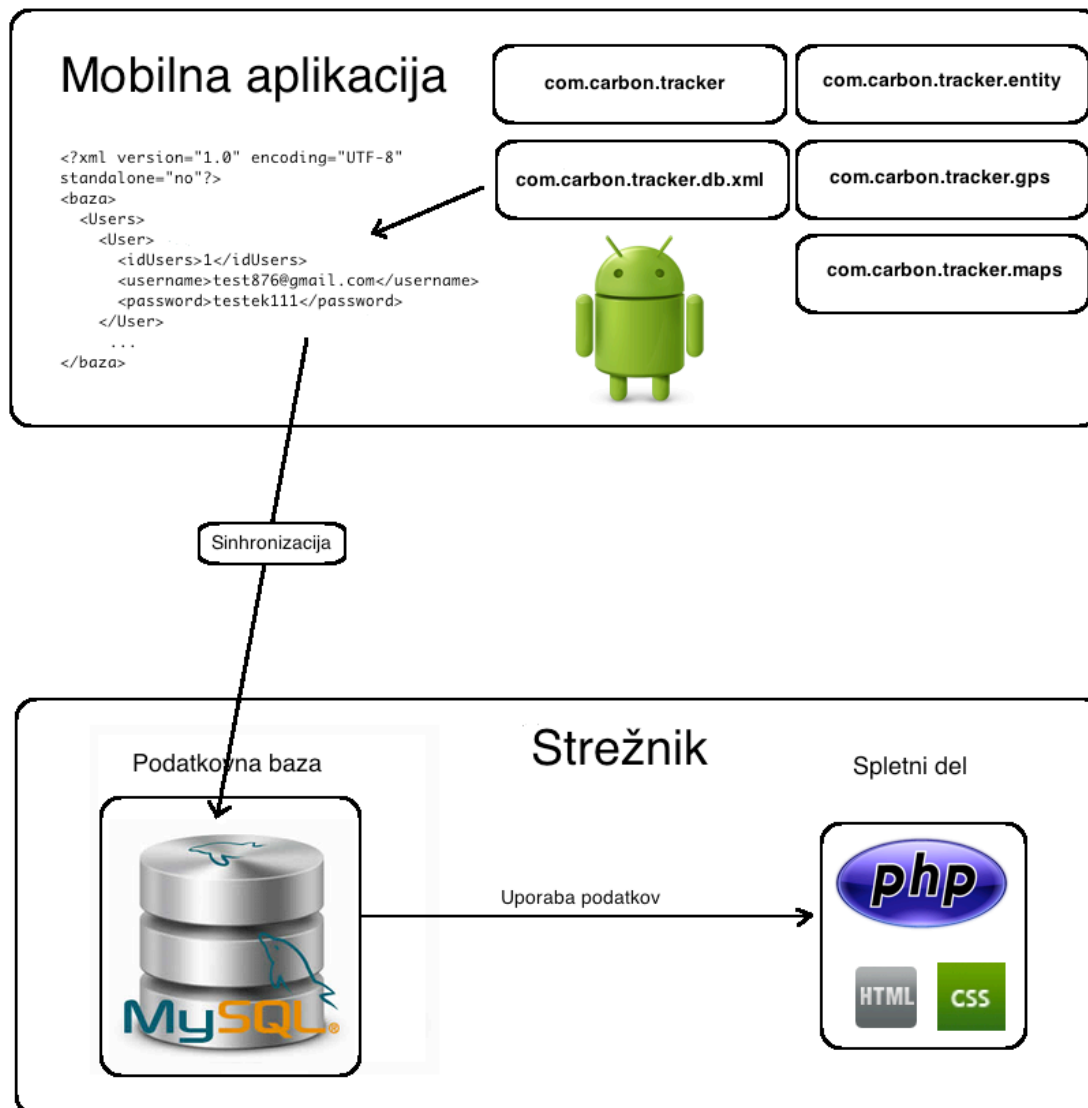 Mobilna aplikacija
com.carbon.tracker
com.carbon.tracker.entity
com.carbon.tracker.db.xml
com.carbon.tracker.gps
com.carbon.tracker.maps
<?xml version="1.0" encoding="UTF-8"
standalone="no"?>
<baza>
<Users>
<User>
<idUsers>1</idUsers>
<username>test876@gmail.com</username>
<password>testek111</password>
</User>
...
</baza>
Sinhronizacija
Strežnik
Podatkovna baza
Spletni del
MySQL®
Uporaba podatkov
php
HTML
CSS